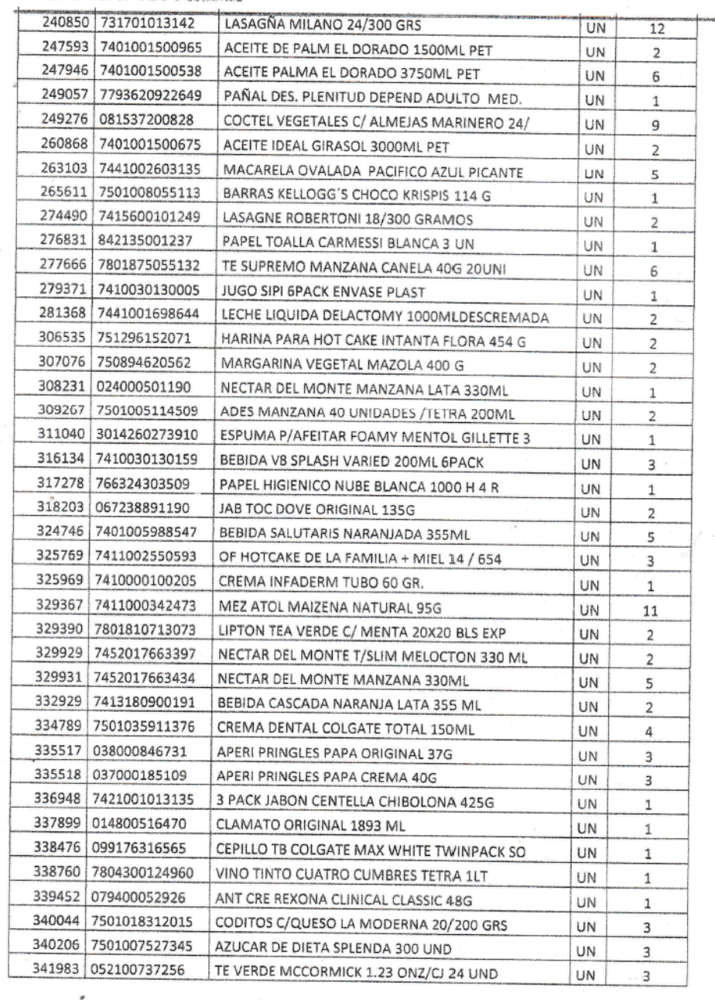 240850 731701013142 LASAGÑA MILANO 24/300 GRS UN 12
247593 7401001500965 ACEITE DE PALM EL DORADO 1500ML PET UN 2
247946 7401001500538 ACEITE PALMA EL DORADO 3750ML PET UN 6
249057 7793620922649 PAÑAL DES. PLENITUD DEPEND ADULTO MED. UN 1
249276 081537200828 COCTEL VEGETALES C/ ALMEJAS MARINERO 24/ UN 9
260868 7401001500675 ACEITE IDEAL GIRASOL 3000ML PET UN 2
263103 7441002603135 MACARELA OVALADA PACIFICO AZUL PICANTE UN 5
265611 7501008055113 BARRAS KELLOGG´S CHOCO KRISPIS 114 G UN 1
274490 7415600101249 LASAGNE ROBERTONI 18/300 GRAMOS UN 2
276831 842135001237 PAPEL TOALLA CARMESSI BLANCA 3 UN UN 1
277666 7801875055132 TE SUPREMO MANZANA CANELA 40G 20UNI UN 6
279371 7410030130005 JUGO SIPI 6PACK ENVASE PLAST UN 1
281368 7441001698644 LECHE LIQUIDA DELACTOMY 1000MLDESCREMADA UN 2
306535 751296152071 HARINA PARA HOT CAKE INTANTA FLORA 454 G UN 2
307076 750894620562 MARGARINA VEGETAL MAZOLA 400 G UN 2
308231 024000501190 NECTAR DEL MONTE MANZANA LATA 330ML UN 1
309267 7501005114509 ADES MANZANA 40 UNIDADES /TETRA 200ML UN 2
311040 3014260273910 ESPUMA P/AFEITAR FOAMY MENTOL GILLETTE 3 UN 1
316134 7410030130159 BEBIDA V8 SPLASH VARIED 200ML 6PACK UN 3
317278 766324303509 PAPEL HIGIENICO NUBE BLANCA 1000 H 4 R UN 1
318203 067238891190 JAB TOC DOVE ORIGINAL 135G UN 2
324746 7401005988547 BEBIDA SALUTARIS NARANJADA 355ML UN 5
325769 7411002550593 OF HOTCAKE DE LA FAMILIA + MIEL 14 / 654 UN 3
325969 7410000100205 CREMA INFADERM TUBO 60 GR. UN 1
329367 7411000342473 MEZ ATOL MAIZENA NATURAL 95G UN 11
329390 7801810713073 LIPTON TEA VERDE C/ MENTA 20X20 BLS EXP UN 2
329929 7452017663397 NECTAR DEL MONTE T/SLIM MELOCTON 330 ML UN 2
329931 7452017663434 NECTAR DEL MONTE MANZANA 330ML UN 5
332929 7413180900191 BEBIDA CASCADA NARANJA LATA 355 ML UN 2
334789 7501035911376 CREMA DENTAL COLGATE TOTAL 150ML UN 4
335517 038000846731 APERI PRINGLES PAPA ORIGINAL 37G UN 3
335518 037000185109 APERI PRINGLES PAPA CREMA 40G UN 3
336948 7421001013135 3 PACK JABON CENTELLA CHIBOLONA 425G UN 1
337899 014800516470 CLAMATO ORIGINAL 1893 ML UN 1
338476 099176316565 CEPILLO TB COLGATE MAX WHITE TWINPACK SO UN 1
338760 7804300124960 VINO TINTO CUATRO CUMBRES TETRA 1LT UN 1
339452 079400052926 ANT CRE REXONA CLINICAL CLASSIC 48G UN 1
340044 7501018312015 CODITOS C/QUESO LA MODERNA 20/200 GRS UN 3
340206 7501007527345 AZUCAR DE DIETA SPLENDA 300 UND UN 3
341983 052100737256 TE VERDE MCCORMICK 1.23 ONZ/CJ 24 UND UN 3